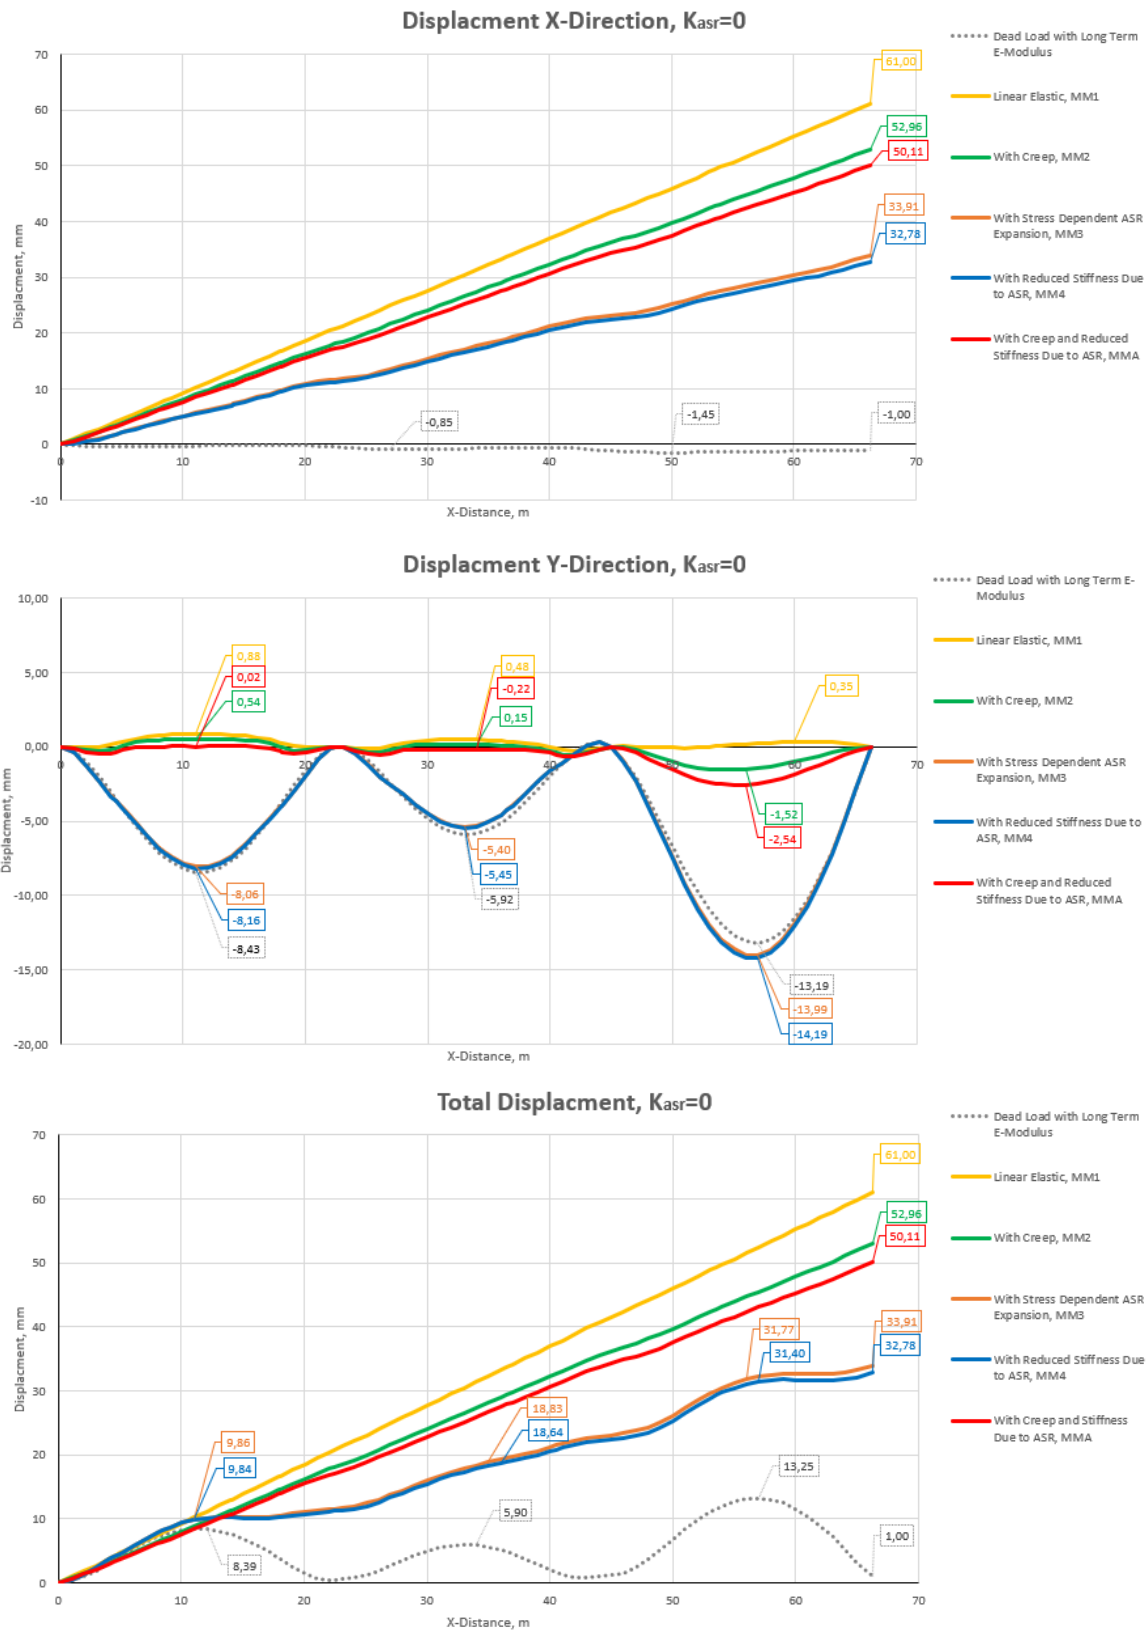 Displacment X-Direction, Kasr=0
70
60
50
40
30
20
10
0
-10
0
10
20
30
40
50
60
70
Displacment, mm
X-Distance, m
61,00
52,96
50,11
33,91
32,78
-0,85
-1,45
-1,00
Dead Load with Long Term
E-Modulus
Linear Elastic, MM1
With Creep, MM2
With Stress Dependent ASR
Expansion, MM3
With Reduced Stiffness Due
to ASR, MM4
With Creep and Reduced
Stiffness Due to ASR, MMA
Displacment Y-Direction, Kasr=0
10,00
5,00
0,00
-5,00
-10,00
-15,00
-20,00
0
10
20
30
40
50
60
70
Displacment, mm
X-Distance, m
0,88
0,02
0,54
0,48
-0,22
0,15
0,35
-1,52
-2,54
-5,40
-5,45
-5,92
-8,06
-8,16
-8,43
-13,19
-13,99
-14,19
Dead Load with Long Term E-
Modulus
Linear Elastic, MM1
With Creep, MM2
With Stress Dependent ASR
Expansion, MM3
With Reduced Stiffness Due to
ASR, MM4
With Creep and Reduced
Stiffness Due to ASR, MMA
Total Displacment, Kasr=0
70
60
50
40
30
20
10
0
0
10
20
30
40
50
60
70
Displacment, mm
X-Distance, m
61,00
52,96
50,11
33,91
32,78
31,77
31,40
18,83
18,64
9,86
9,84
13,25
5,90
8,39
1,00
Dead Load with Long Term
E-Modulus
Linear Elastic, MM1
With Creep, MM2
With Stress Dependent ASR
Expansion, MM3
With Reduced Stiffness Due
to ASR, MM4
With Creep and Stiffness
Due to ASR, MMA